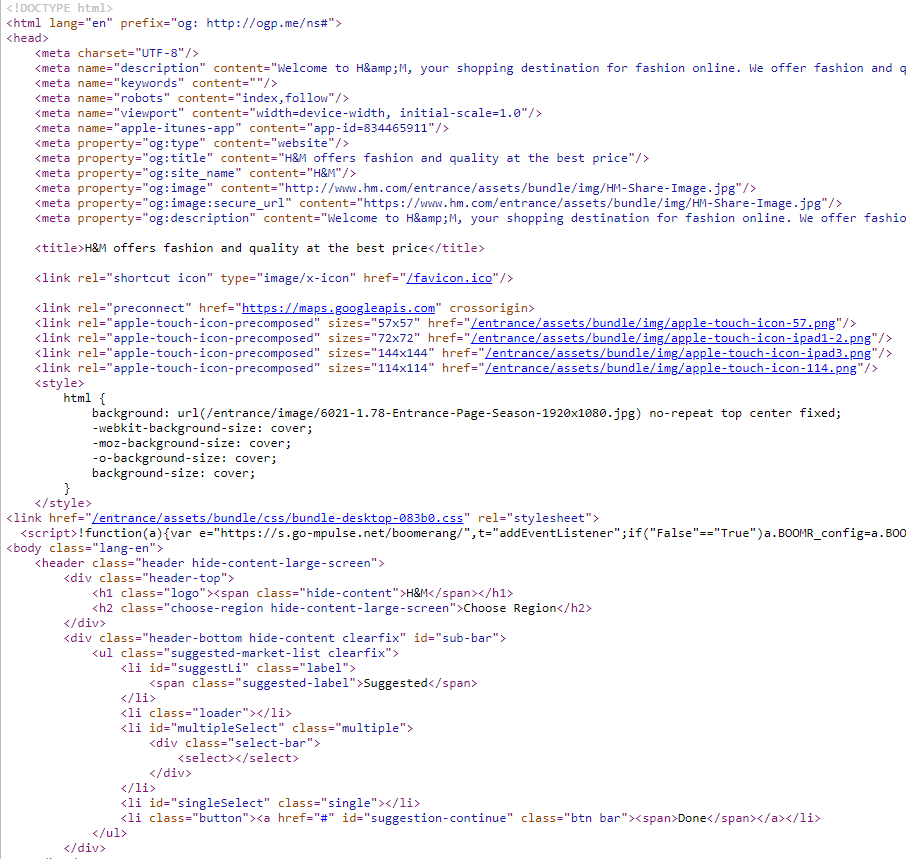 <!DOCTYPE html>
<html lang="en" prefix="og: http://ogp.me/ns#">
<head>
    <meta charset="UTF-8"/>
    <meta name="description" content="Welcome to H&amp;M, your shopping destination for fashion online. We offer fashion and q
    <meta name="keywords" content=""/>
    <meta name="robots" content="index,follow"/>
    <meta name="viewport" content="width=device-width, initial-scale=1.0"/>
    <meta name="apple-itunes-app" content="app-id=834465911"/>
    <meta property="og:type" content="website"/>
    <meta property="og:title" content="H&M offers fashion and quality at the best price"/>
    <meta property="og:site_name" content="H&M"/>
    <meta property="og:image" content="http://www.hm.com/entrance/assets/bundle/img/HM-Share-Image.jpg"/>
    <meta property="og:image:secure_url" content="https://www.hm.com/entrance/assets/bundle/img/HM-Share-Image.jpg"/>
    <meta property="og:description" content="Welcome to H&amp;M, your shopping destination for fashion online. We offer fashio
    <title>H&M offers fashion and quality at the best price</title>
    <link rel="shortcut icon" type="image/x-icon" href="/favicon.ico"/>
    <link rel="preconnect" href="https://maps.googleapis.com" crossorigin>
    <link rel="apple-touch-icon-precomposed" sizes="57x57" href="/entrance/assets/bundle/img/apple-touch-icon-57.png"/>
    <link rel="apple-touch-icon-precomposed" sizes="72x72" href="/entrance/assets/bundle/img/apple-touch-icon-ipad1-2.png"/>
    <link rel="apple-touch-icon-precomposed" sizes="144x144" href="/entrance/assets/bundle/img/apple-touch-icon-ipad3.png"/>
    <link rel="apple-touch-icon-precomposed" sizes="114x114" href="/entrance/assets/bundle/img/apple-touch-icon-114.png"/>
    <style>
        html {
            background: url(/entrance/image/6021-1.78-Entrance-Page-Season-1920x1080.jpg) no-repeat top center fixed;
            -webkit-background-size: cover;
            -moz-background-size: cover;
            -o-background-size: cover;
            background-size: cover;
        }
    </style>
<link href="/entrance/assets/bundle/css/bundle-desktop-083b0.css" rel="stylesheet">
  <script>!function(a){var e="https://s.go-mpulse.net/boomerang/",t="addEventListener";if("False"=="True")a.BOOMR_config=a.BOO
<body class="lang-en">
    <header class="header hide-content-large-screen">
        <div class="header-top">
            <h1 class="logo"><span class="hide-content">H&M</span></h1>
            <h2 class="choose-region hide-content-large-screen">Choose Region</h2>
        </div>
        <div class="header-bottom hide-content clearfix" id="sub-bar">
            <ul class="suggested-market-list clearfix">
                <li id="suggestLi" class="label">
                    <span class="suggested-label">Suggested</span>
                </li>
                <li class="loader"></li>
                <li id="multipleSelect" class="multiple">
                    <div class="select-bar">
                        <select></select>
                    </div>
                </li>
                <li id="singleSelect" class="single"></li>
                <li class="button"><a href="#" id="suggestion-continue" class="btn bar"><span>Done</span></a></li>
            </ul>
        </div>